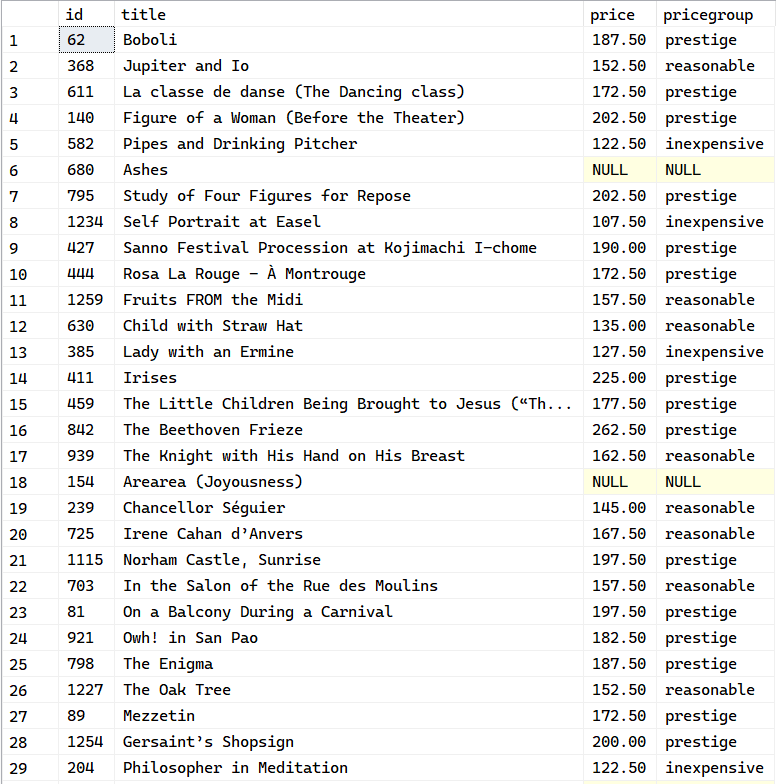 id title price pricegroup
1 62 Boboli 187.50 prestige
2 368 Jupiter and Io 152.50 reasonable
3 611 La classe de danse (The Dancing class) 172.50 prestige
4 140 Figure of a Woman (Before the Theater) 202.50 prestige
5 582 Pipes and Drinking Pitcher 122.50 inexpensive
6 680 Ashes NULL NULL
7 795 Study of Four Figures for Repose 202.50 prestige
8 1234 Self Portrait at Easel 107.50 inexpensive
9 427 Sanno Festival Procession at Kojimachi I-chome 190.00 prestige
10 444 Rosa La Rouge – À Montrouge 172.50 prestige
11 1259 Fruits FROM the Midi 157.50 reasonable
12 630 Child with Straw Hat 135.00 reasonable
13 385 Lady with an Ermine 127.50 inexpensive
14 411 Irises 225.00 prestige
15 459 The Little Children Being Brought to Jesus (“Th... 177.50 prestige
16 842 The Beethoven Frieze 262.50 prestige
17 939 The Knight with His Hand on His Breast 162.50 reasonable
18 154 Arearea (Joyousness) NULL NULL
19 239 Chancellor Séguier 145.00 reasonable
20 725 Irene Cahan d’Anvers 167.50 reasonable
21 1115 Norham Castle, Sunrise 197.50 prestige
22 703 In the Salon of the Rue des Moulins 157.50 reasonable
23 81 On a Balcony During a Carnival 197.50 prestige
24 921 Owh! in San Pao 182.50 prestige
25 798 The Enigma 187.50 prestige
26 1227 The Oak Tree 152.50 reasonable
27 89 Mezzetin 172.50 prestige
28 1254 Gersaint’s Shopsign 200.00 prestige
29 204 Philosopher in Meditation 122.50 inexpensive